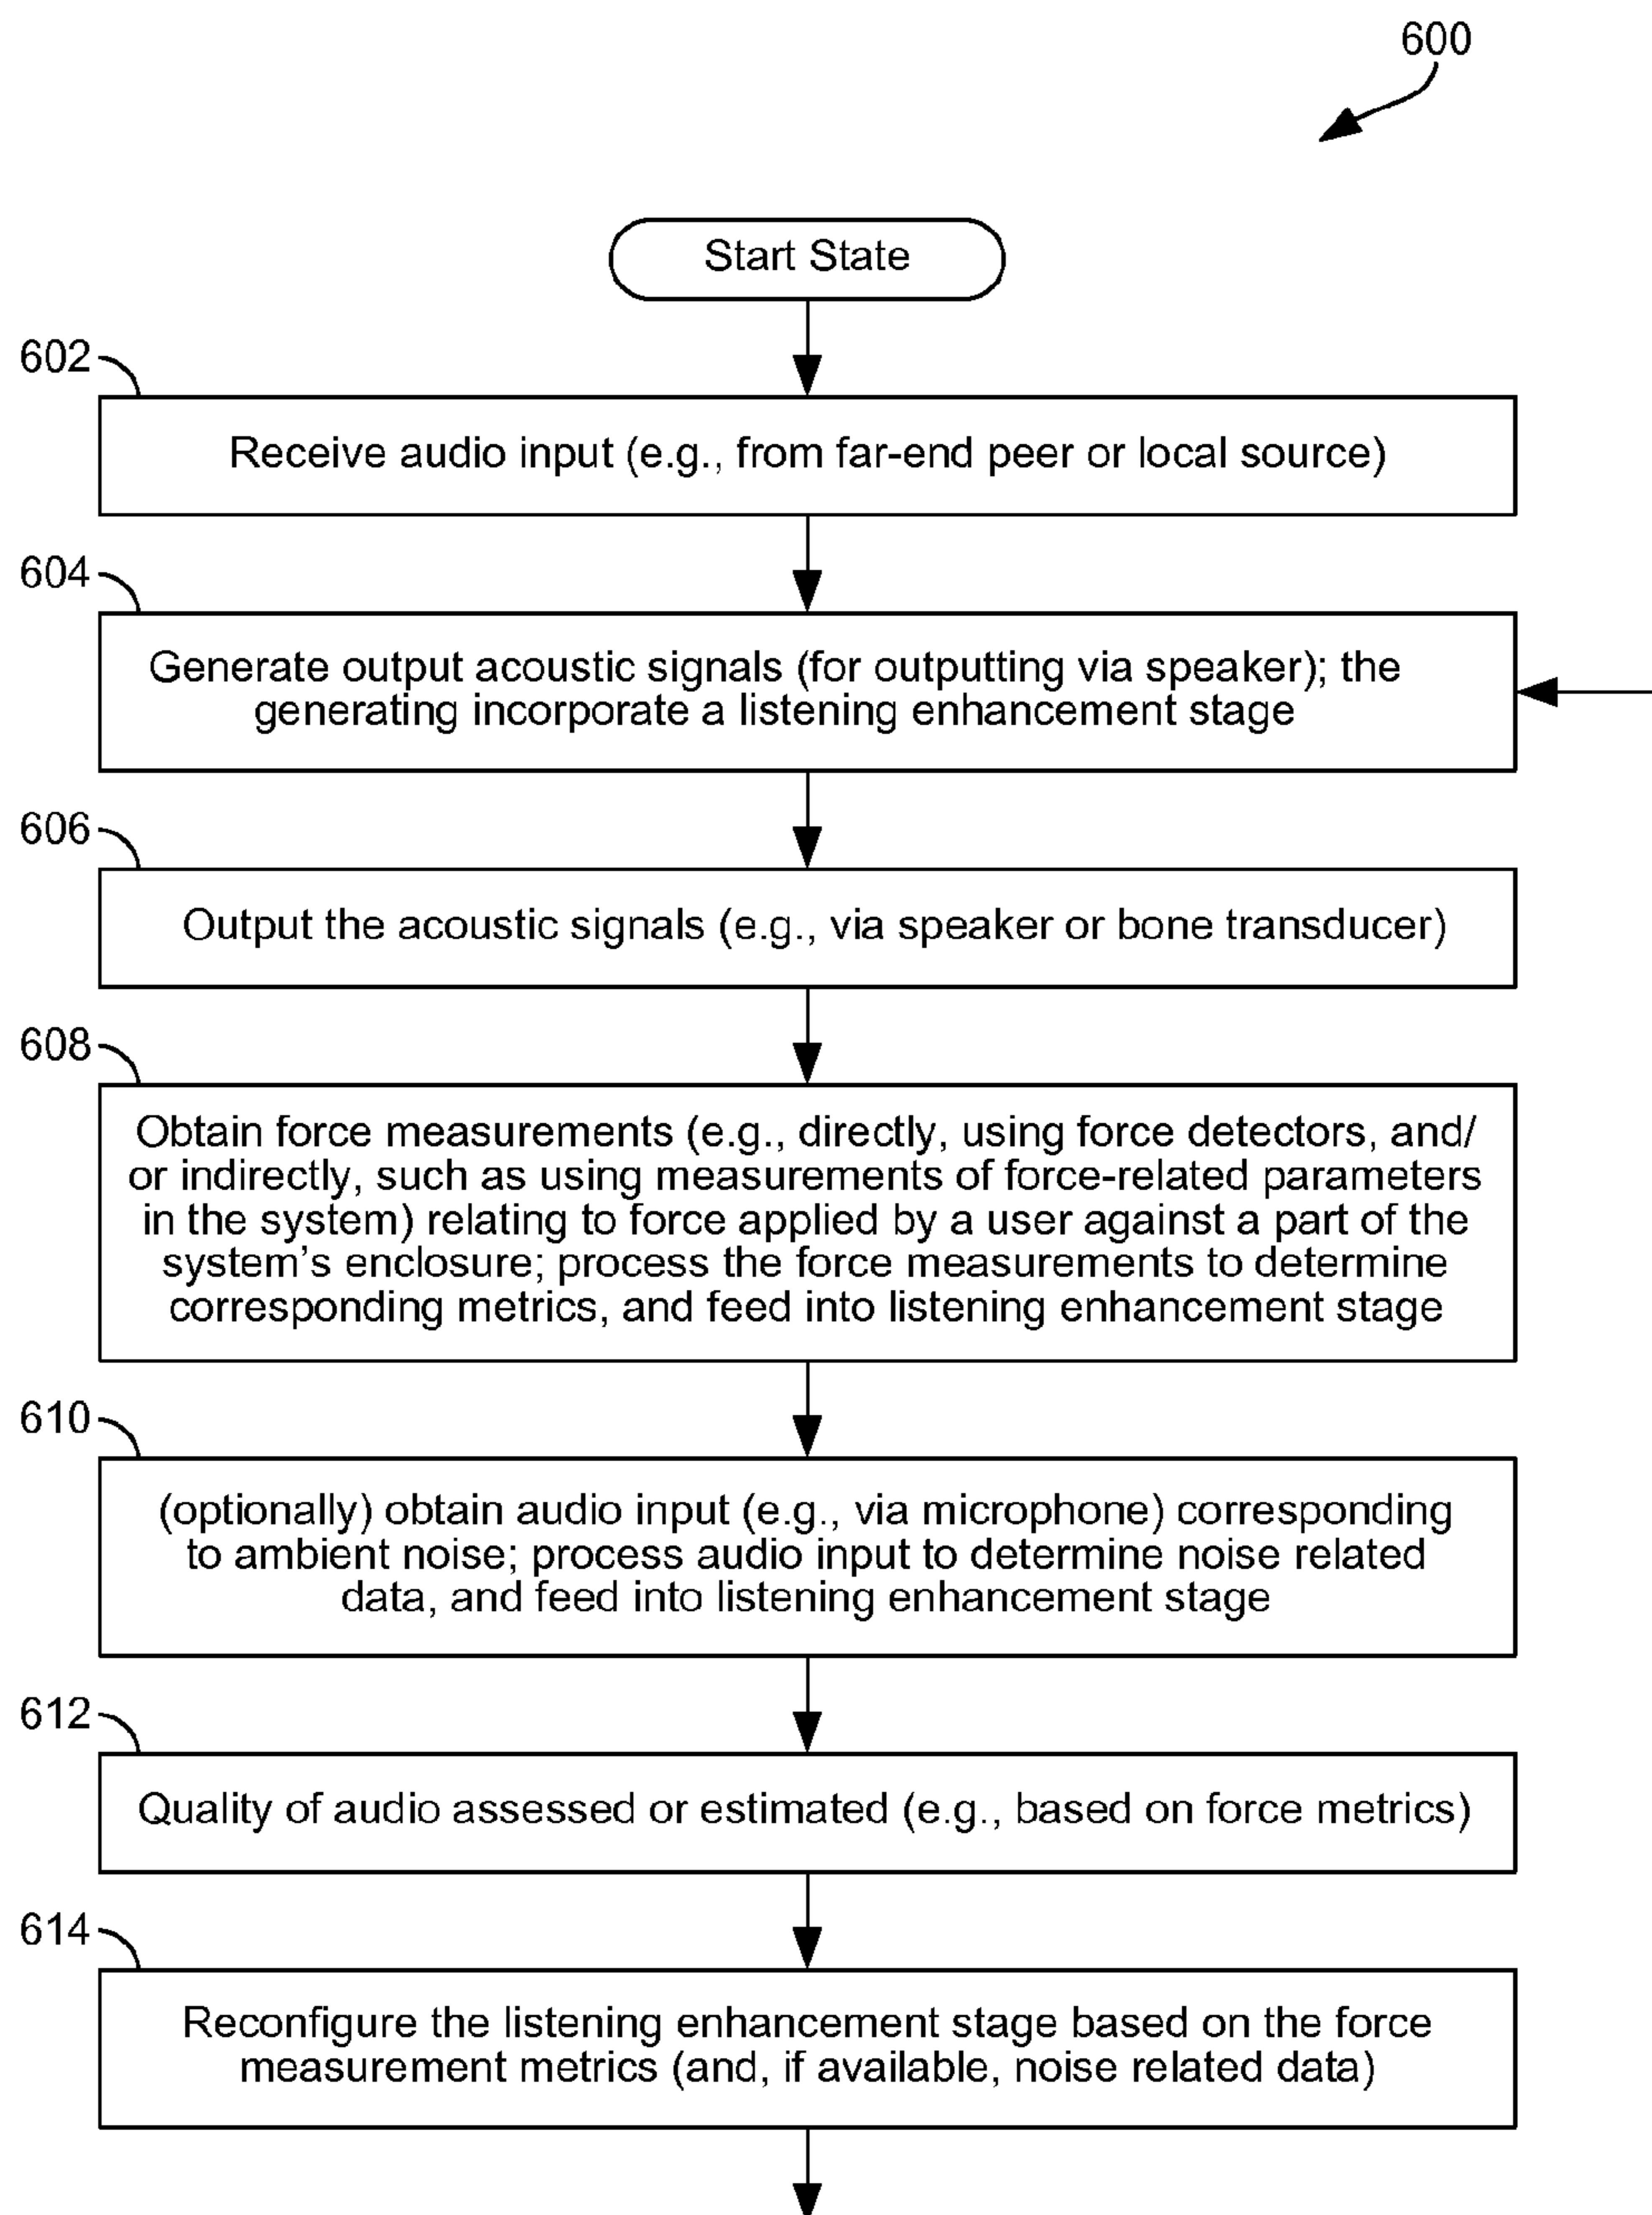 600
Start State
602
Receive audio input (e.g., from far-end peer or local source)
604
Generate output acoustic signals (for outputting via speaker); the
generating incorporate a listening enhancement stage
606
Output the acoustic signals (e.g., via speaker or bone transducer)
608
Obtain force measurements (e.g., directly, using force detectors, and/
or indirectly, such as using measurements of force-related parameters
in the system) relating to force applied by a user against a part of the
system's enclosure; process the force measurements to determine
corresponding metrics, and feed into listening enhancement stage
610
(optionally) obtain audio input (e.g., via microphone) corresponding
to ambient noise; process audio input to determine noise related
data, and feed into listening enhancement stage
612
Quality of audio assessed or estimated (e.g., based on force metrics)
614
Reconfigure the listening enhancement stage based on the force
measurement metrics (and, if available, noise related data)